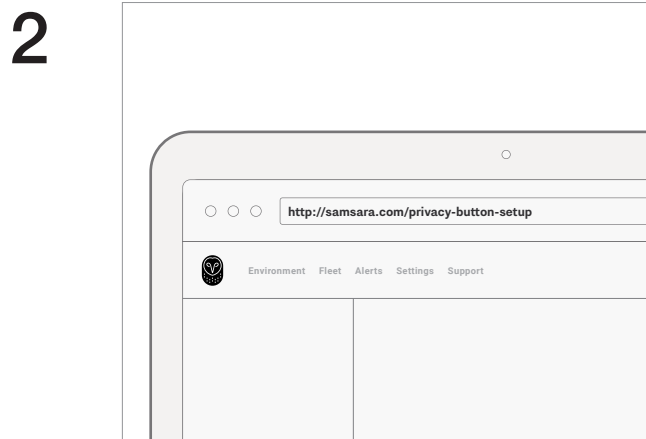 2
http://samsara.com/privacy-button-setup
Environment Fleet Alerts Settings Support